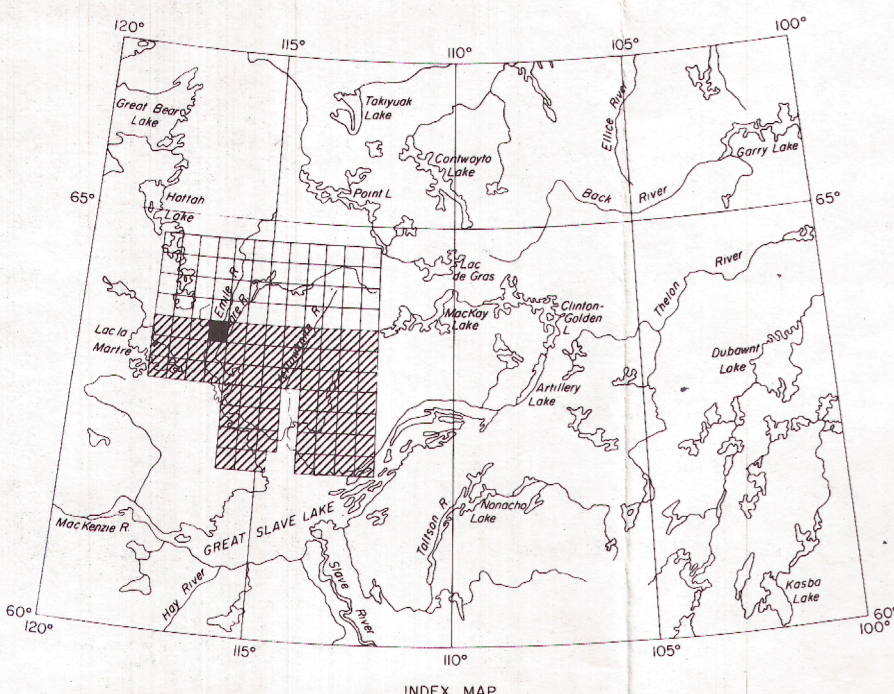 120°
115°
110°
105°
100°
Great Bear
Lake
Takiyuak
Lake
Ellice River
Contwoyto
Lake
Garry Lake
65°
Hottah
Lake
Point L.
Back River
65°
Lac
de Gras
Thelon River
Emile R.
MacKay
Lake
Clinton-
Golden
L.
Lac la
Martre
Dubawnt
Lake
Artillery
Lake
GREAT SLAVE LAKE
Taltson R.
Nonacho
Lake
MacKenzie R.
Hay River
Slave
River
Kasba
Lake
60°
120°
115°
110°
105°
60°
100°
INDEX MAP